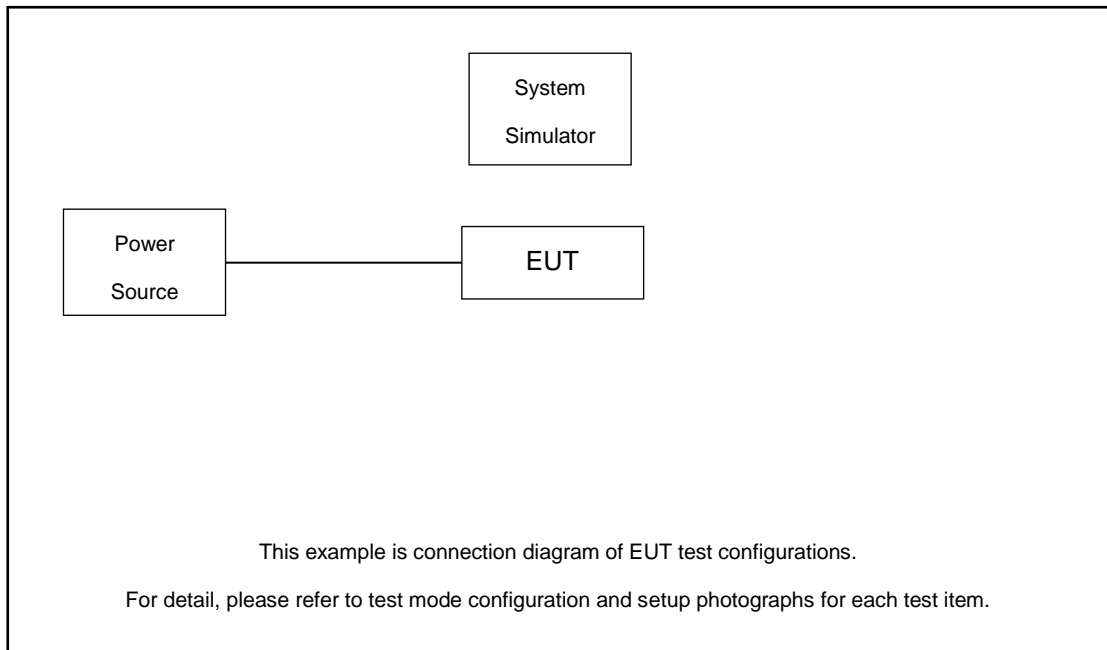 System
Simulator
Power
Source
EUT
This example is connection diagram of EUT test configurations.
For detail, please refer to test mode configuration and setup photographs for each test item.